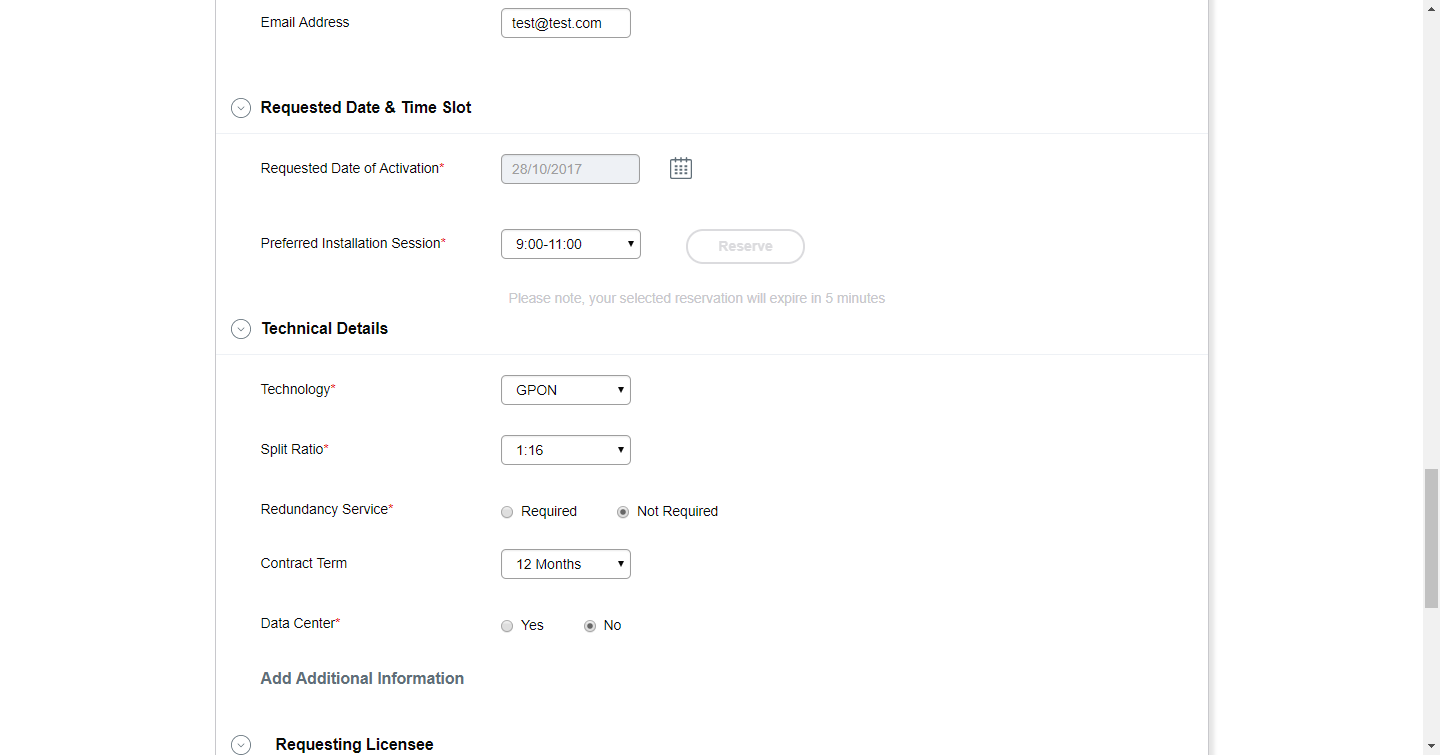 Email Address test@test.com
Requested Date & Time Slot
Requested Date of Activation* 28/10/2017
Preferred Installation Session* 9:00-11:00 Reserve
Please note, your selected reservation will expire in 5 minutes
Technical Details
Technology* GPON
Split Ratio* 1:16
Redundancy Service* Required Not Required
Contract Term 12 Months
Data Center* Yes No
Add Additional Information
Requesting Licensee